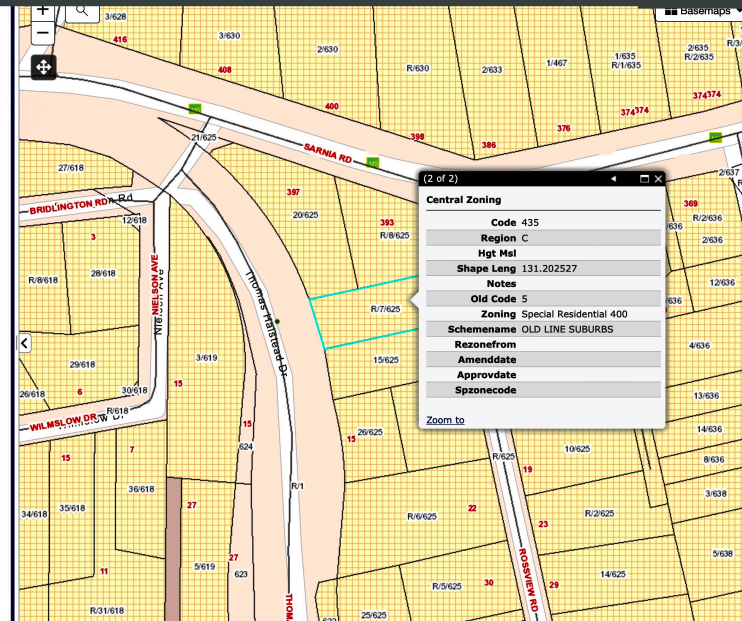 +
−
Basemaps
3/628
416
3/630
2/630
408
R/630
2/633
1/467
1/635
R/1/635
2/635
R/2/635
400
374374
374374
376
398
386
21/625
SARNIA RD
MS
27/618
BRIDLINGTON RD
12/618
3
397
20/625
393
R/8/625
2/637
369
R/2/636
2/636
12/636
R/8/618
28/618
NIELSON AVE
Thomas Halstead Dr
R/7/625
15/625
(2 of 2)
Central Zoning
Code 435
Region C
Hgt Msl
Shape Leng 131.202527
Notes
Old Code 5
Zoning Special Residential 400
Schemename OLD LINE SUBURBS
Rezonefrom
Amenddate
Approvdate
Spzonecode
Zoom to
29/618
3/619
4/636
26/618
6
30/618
15
13/636
WILMSLOW DR
R/618
15
624
15
26/625
14/636
15
7
R/625
10/625
8/636
19
36/618
R/1
3/638
34/618
35/618
27
R/6/625
22
23
R/2/625
ROSSVIEW RD
5/638
11
5/619
27
623
R/5/625
30
29
14/625
R/31/618
THOM
25/625